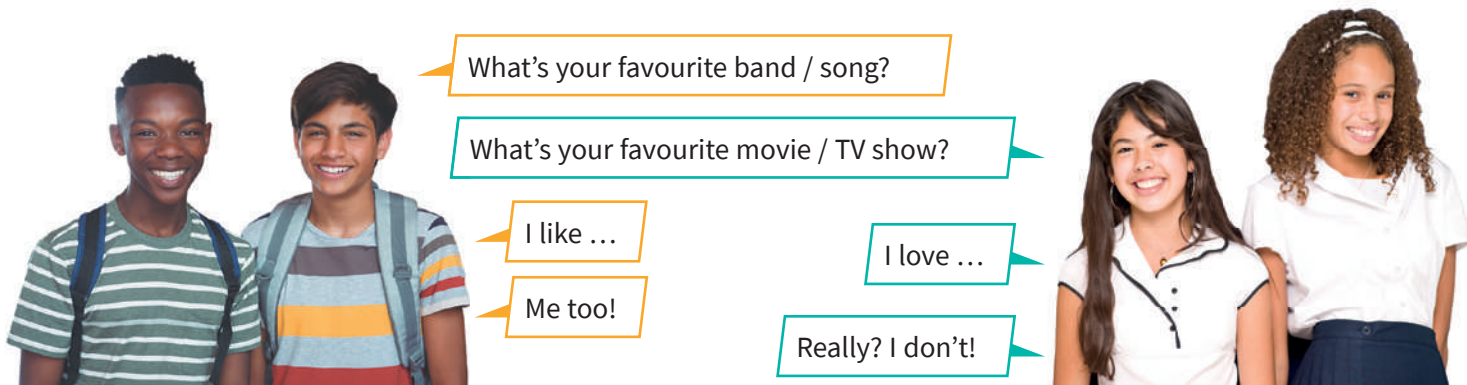 What’s your favourite band / song?
What’s your favourite movie / TV show?
I like …
I love …
Me too!
Really? I don’t!